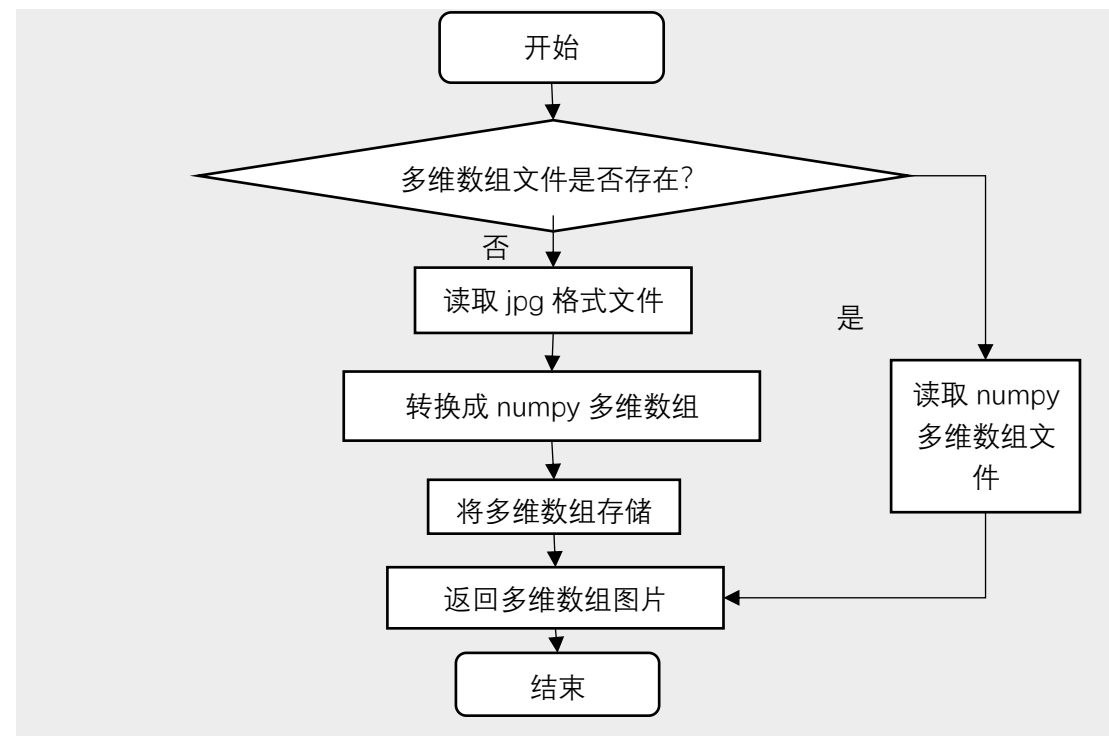 开始
多维数组文件是否存在？
否
读取 jpg 格式文件
是
转换成 numpy 多维数组
读取 numpy
多维数组文
件
将多维数组存储
返回多维数组图片
结束